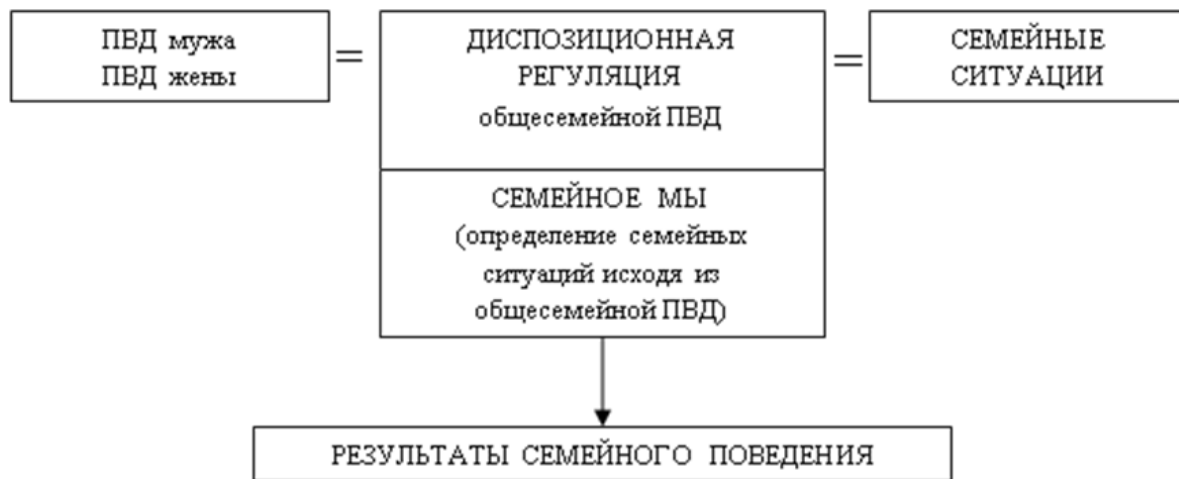 ПВД мужа
ПВД жены
=
ДИСПОЗИЦИОННАЯ
РЕГУЛЯЦИЯ
общесемейной ПВД
=
СЕМЕЙНЫЕ
СИТУАЦИИ
СЕМЕЙНОЕ МЫ
(определение семейных
ситуаций исходя из
общесемейной ПВД)
РЕЗУЛЬТАТЫ СЕМЕЙНОГО ПОВЕДЕНИЯ